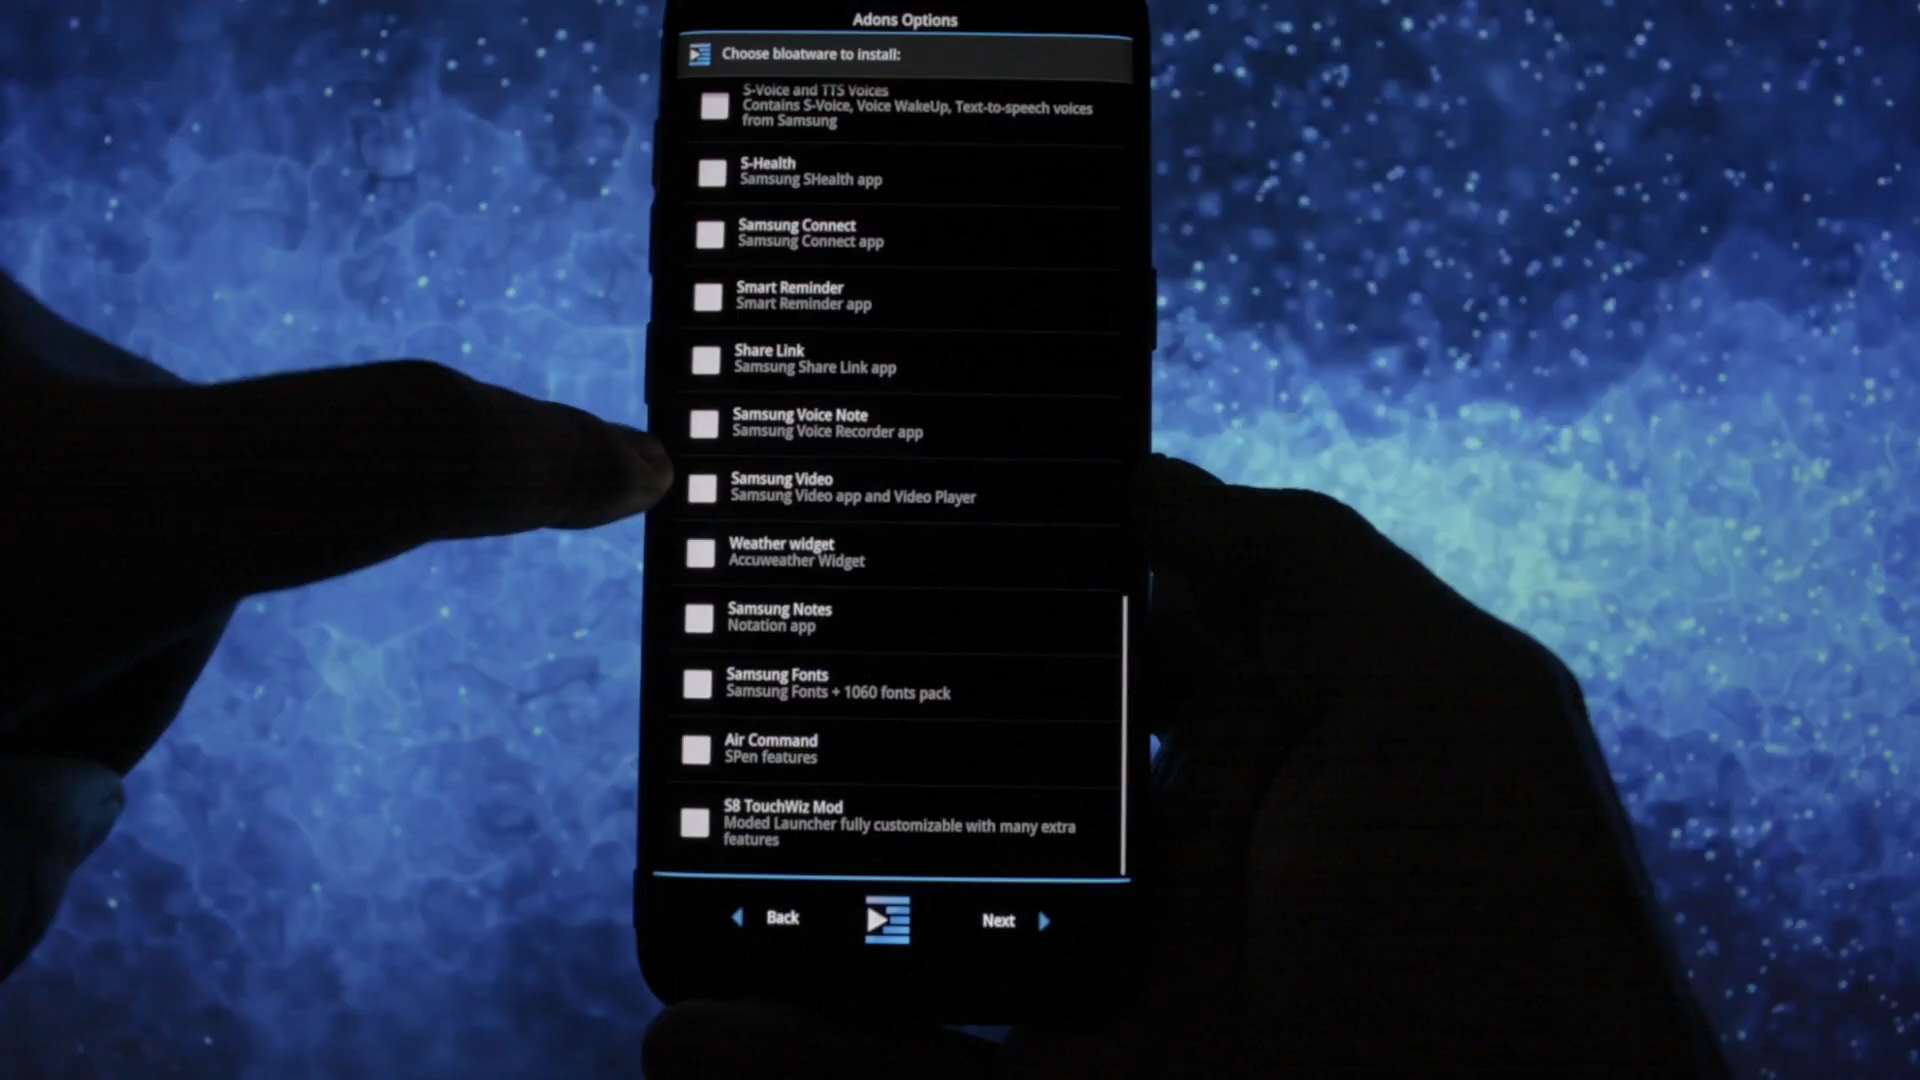 Adons Options
Choose bloatware to install:
S-Voice and TTS Voices
Contains S-Voice, Voice WakeUp, Text-to-speech voices
from Samsung
S-Health
Samsung SHealth app
Samsung Connect
Samsung Connect app
Smart Reminder
Smart Reminder app
Share Link
Samsung Share Link app
Samsung Voice Note
Samsung Voice Recorder app
Samsung Video
Samsung Video app and Video Player
Weather widget
Accuweather Widget
Samsung Notes
Notation app
Samsung Fonts
Samsung Fonts + 1060 fonts pack
Air Command
SPen features
S8 TouchWiz Mod
Moded Launcher fully customizable with many extra
features
Back
Next